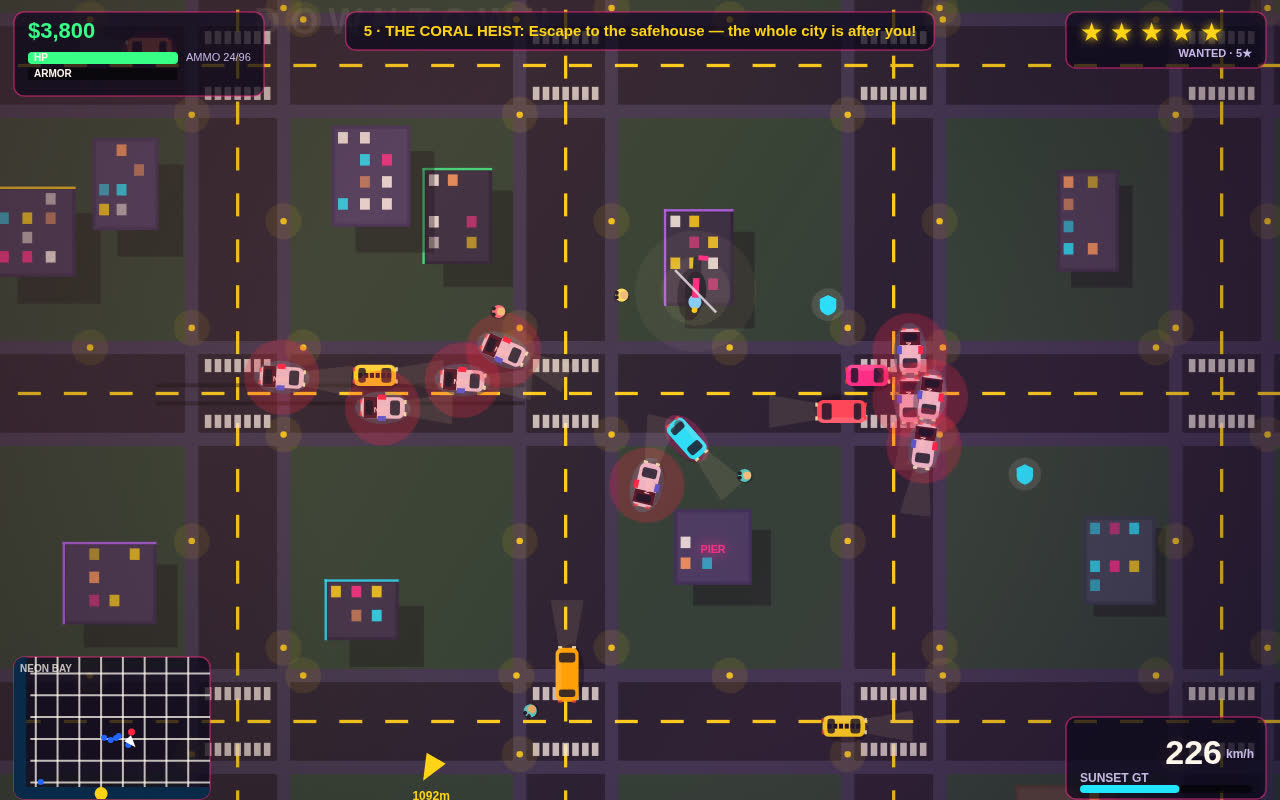 DOWNTOWN
$3,800
HP
AMMO 24/96
ARMOR
5 · THE CORAL HEIST: Escape to the safehouse — the whole city is after you!
★ ★ ★ ★ ★
WANTED · 5★
PIER
NEON BAY
1092m
226 km/h
SUNSET GT